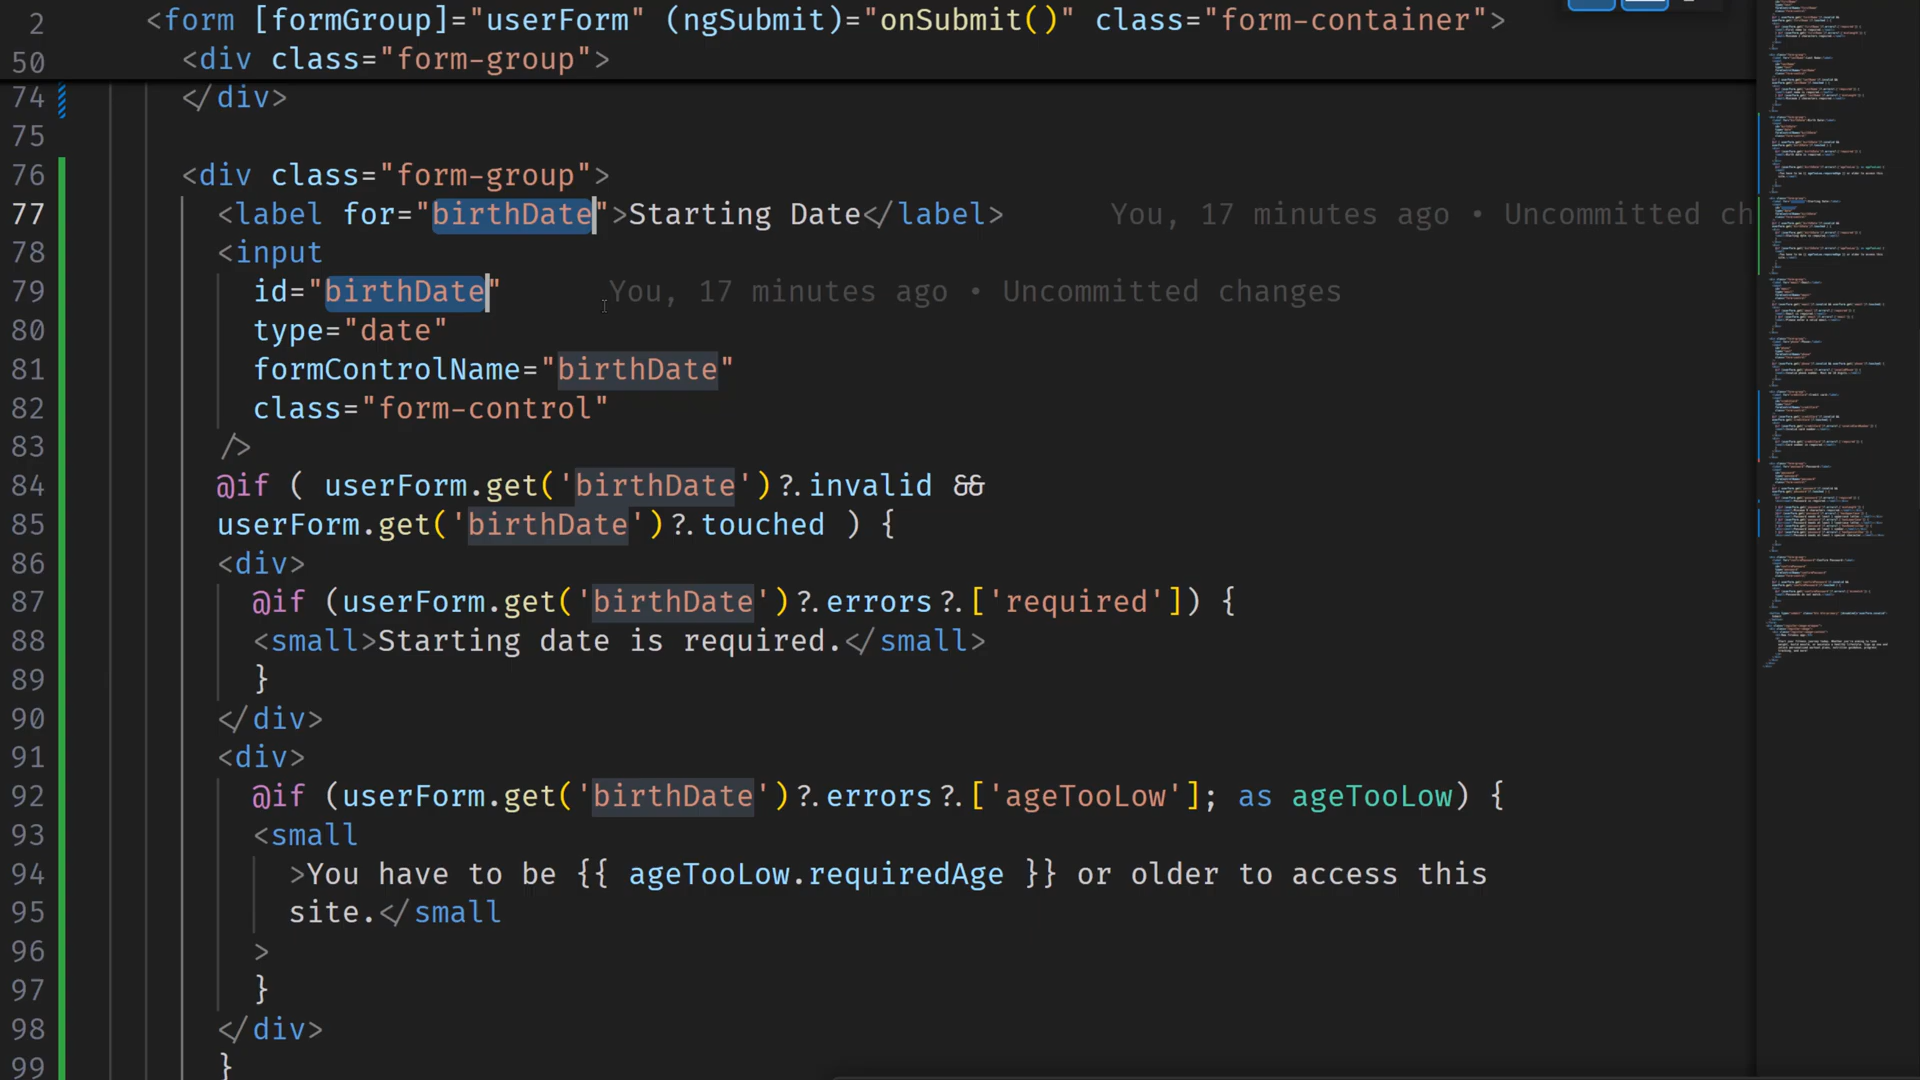 2 <form [formGroup]="userForm" (ngSubmit)="onSubmit()" class="form-container">
50 <div class="form-group">
74 </div>
75
76 <div class="form-group">
77 <label for="birthDate">Starting Date</label> You, 17 minutes ago • Uncommitted ch
78 <input
79 id="birthDate" You, 17 minutes ago • Uncommitted changes
80 type="date"
81 formControlName="birthDate"
82 class="form-control"
83 />
84 @if ( userForm.get('birthDate')?.invalid &&
85 userForm.get('birthDate')?.touched ) {
86 <div>
87 @if (userForm.get('birthDate')?.errors?.['required']) {
88 <small>Starting date is required.</small>
89 }
90 </div>
91 <div>
92 @if (userForm.get('birthDate')?.errors?.['ageTooLow']; as ageTooLow) {
93 <small
94 >You have to be {{ ageTooLow.requiredAge }} or older to access this
95 site.</small
96 >
97 }
98 </div>
99 }